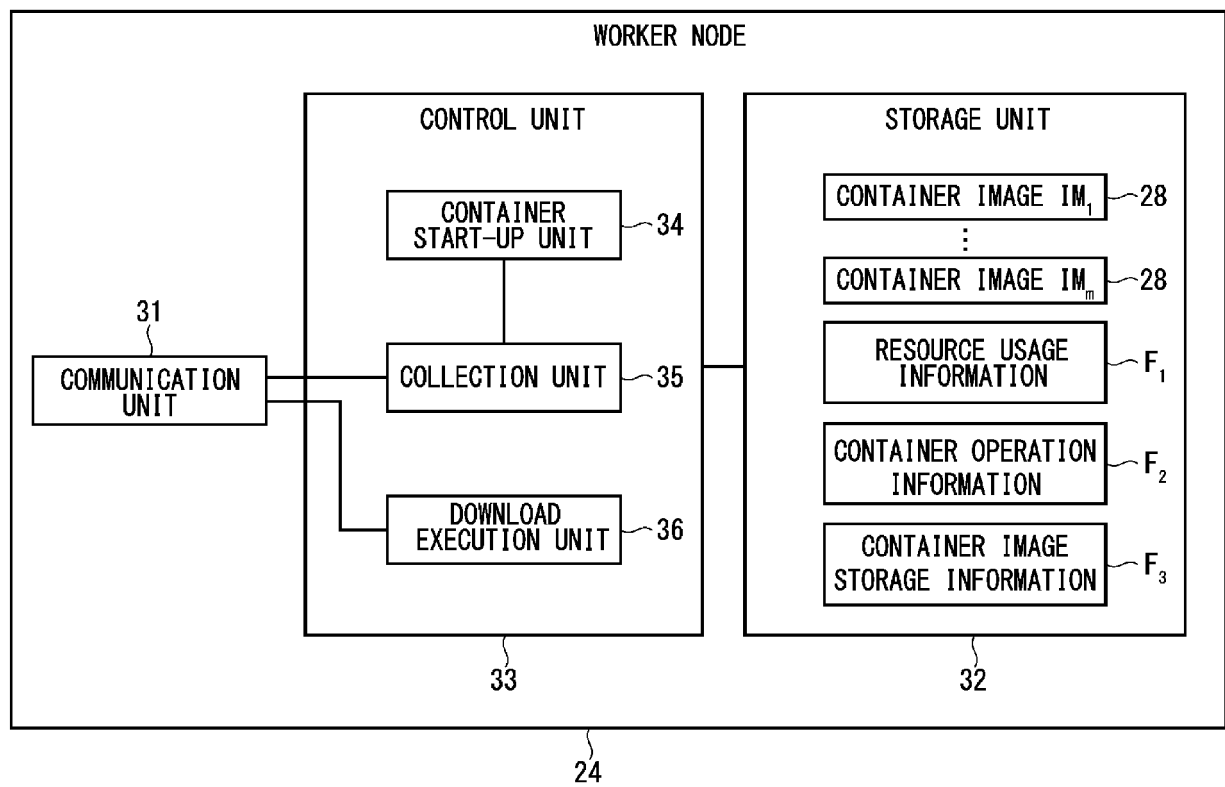 WORKER NODE
CONTROL UNIT
CONTAINER
START-UP UNIT
34
COLLECTION UNIT
35
DOWNLOAD
EXECUTION UNIT
36
33
31
COMMUNICATION
UNIT
STORAGE UNIT
CONTAINER IMAGE IM1
28
⋮
CONTAINER IMAGE IMm
28
RESOURCE USAGE
INFORMATION
F1
CONTAINER OPERATION
INFORMATION
F2
CONTAINER IMAGE
STORAGE INFORMATION
F3
32
24